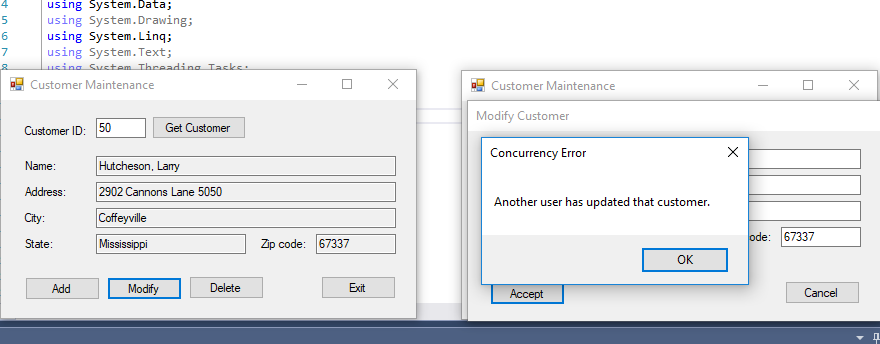 4 using System.Data;
5 using System.Drawing;
6 using System.Linq;
7 using System.Text;
8 using System.Threading.Tasks;
Customer Maintenance
Customer ID: 50 Get Customer
Name: Hutcheson, Larry
Address: 2902 Cannons Lane 5050
City: Coffeyville
State: Mississippi Zip code: 67337
Add Modify Delete Exit
Customer Maintenance
Modify Customer
Concurrency Error
Another user has updated that customer.
OK
ode: 67337
Accept Cancel